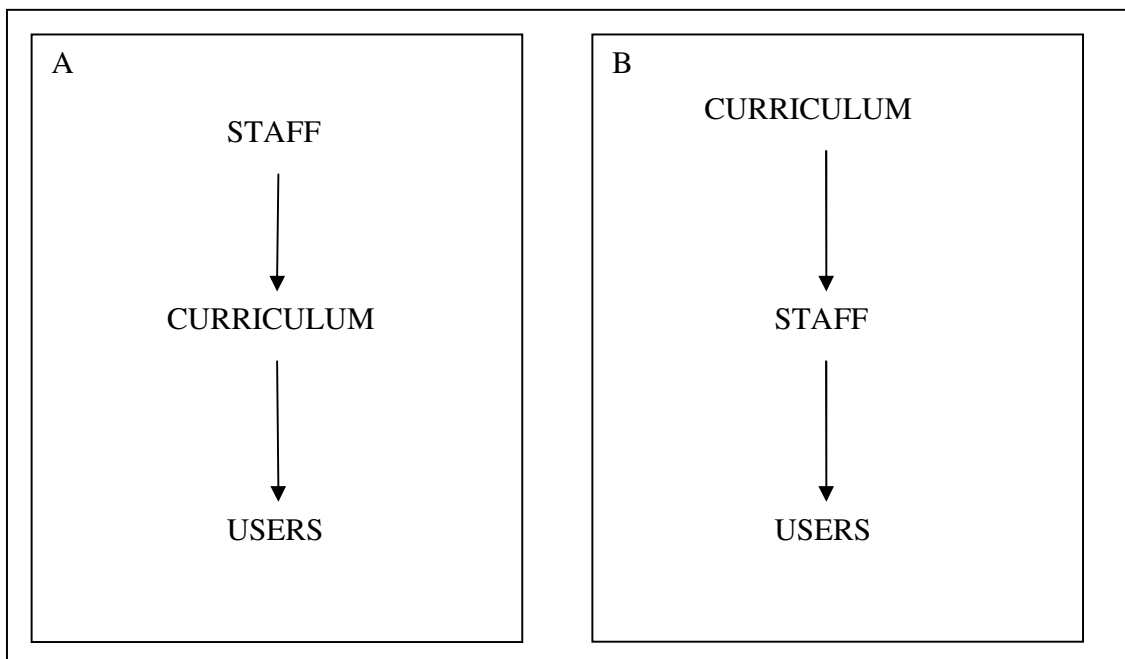 A
STAFF
CURRICULUM
USERS
B
CURRICULUM
STAFF
USERS